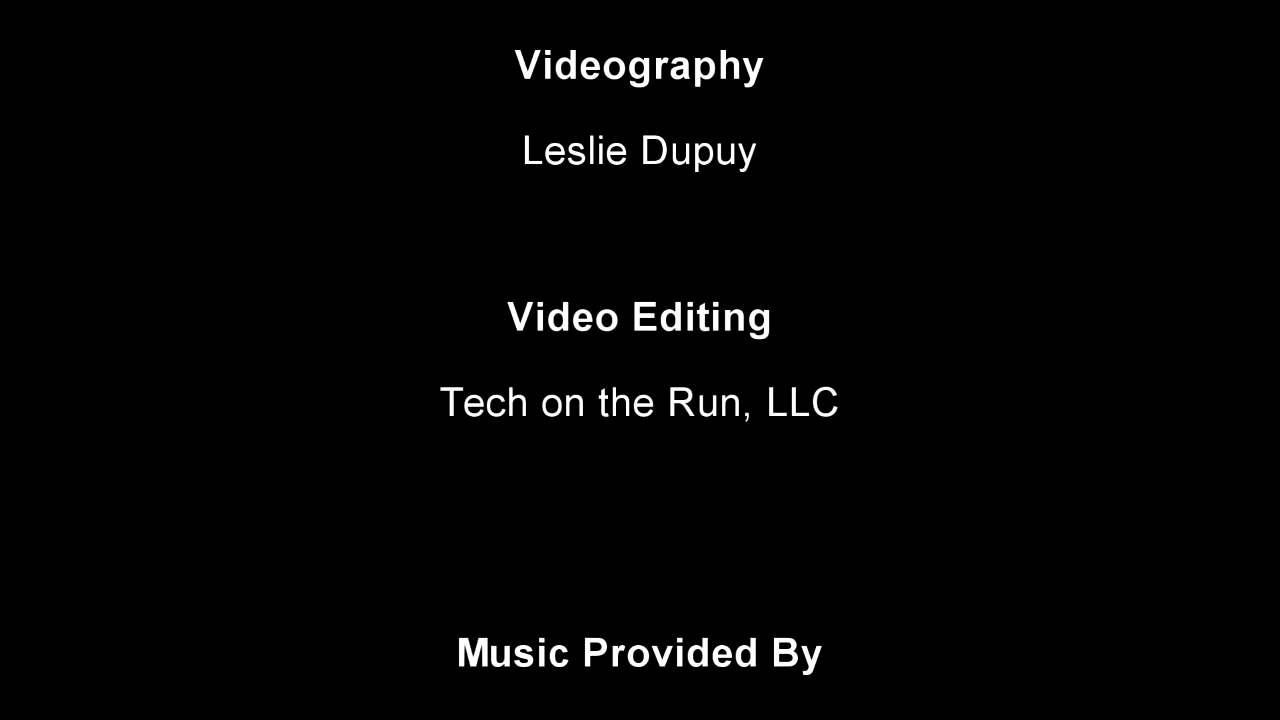 Videography
Leslie Dupuy
Video Editing
Tech on the Run, LLC
Music Provided By